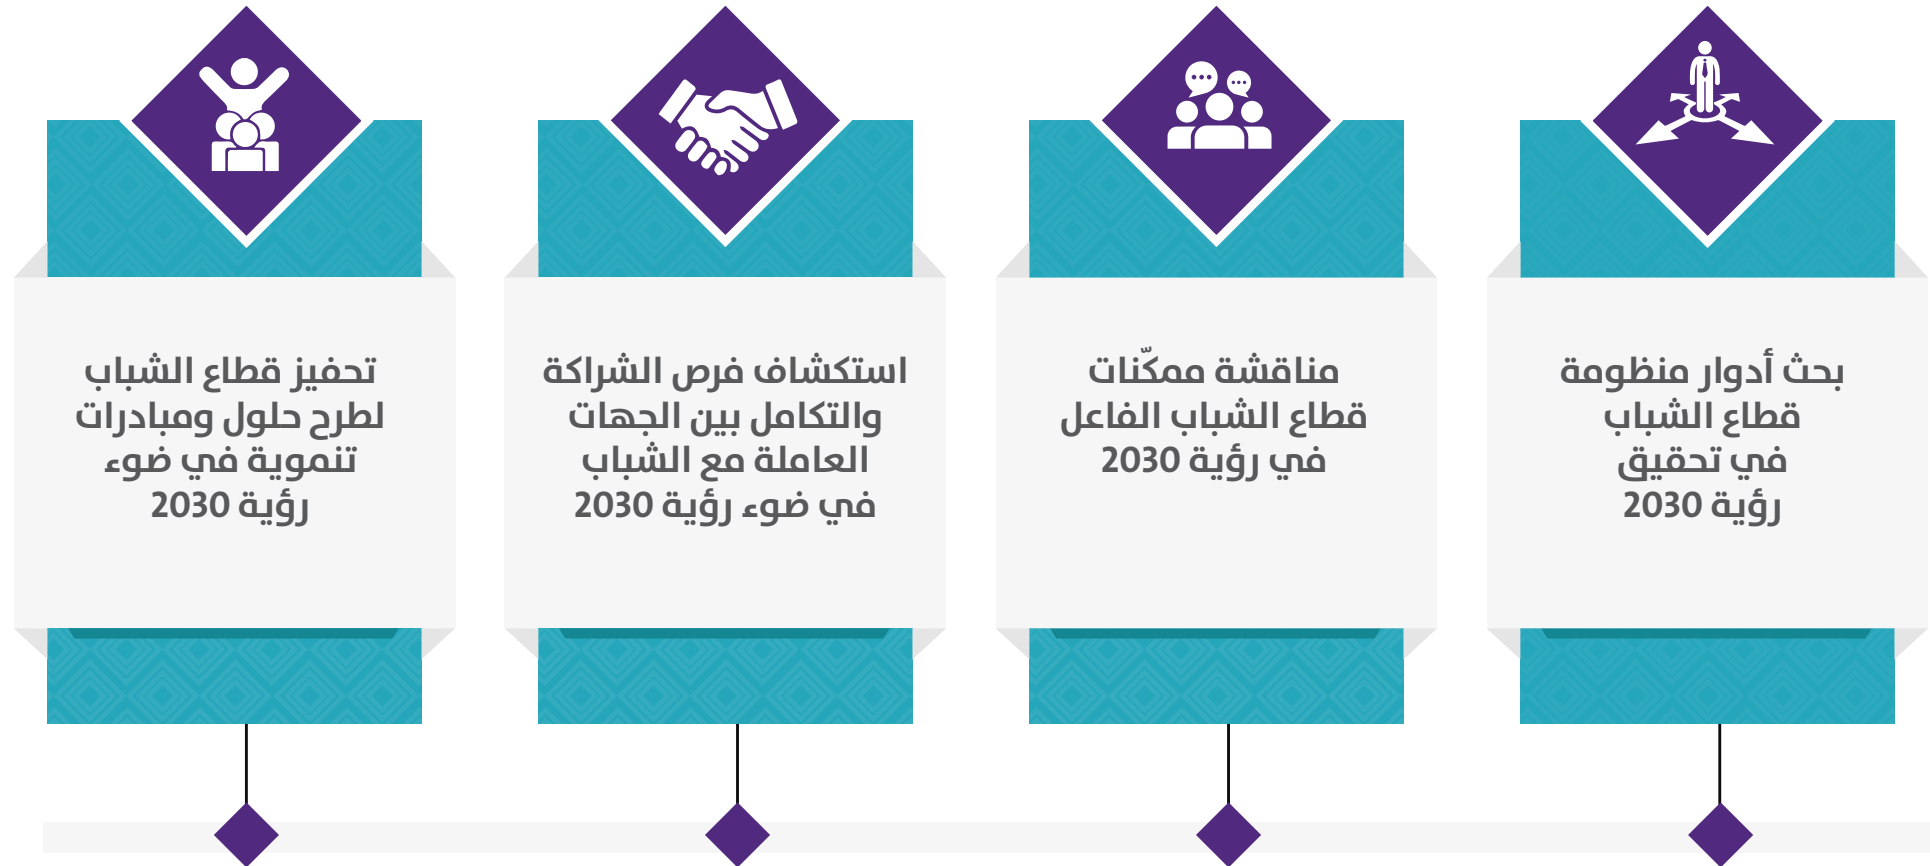 بحث أدوار منظومة
قطاع الشباب
في تحقيق
رؤية 2030
مناقشة ممكّنات
قطاع الشباب الفاعل
في رؤية 2030
استكشاف فرص الشراكة
والتكامل بين الجهات
العاملة مع الشباب
في ضوء رؤية 2030
تحفيز قطاع الشباب
لطرح حلول ومبادرات
تنموية في ضوء
رؤية 2030